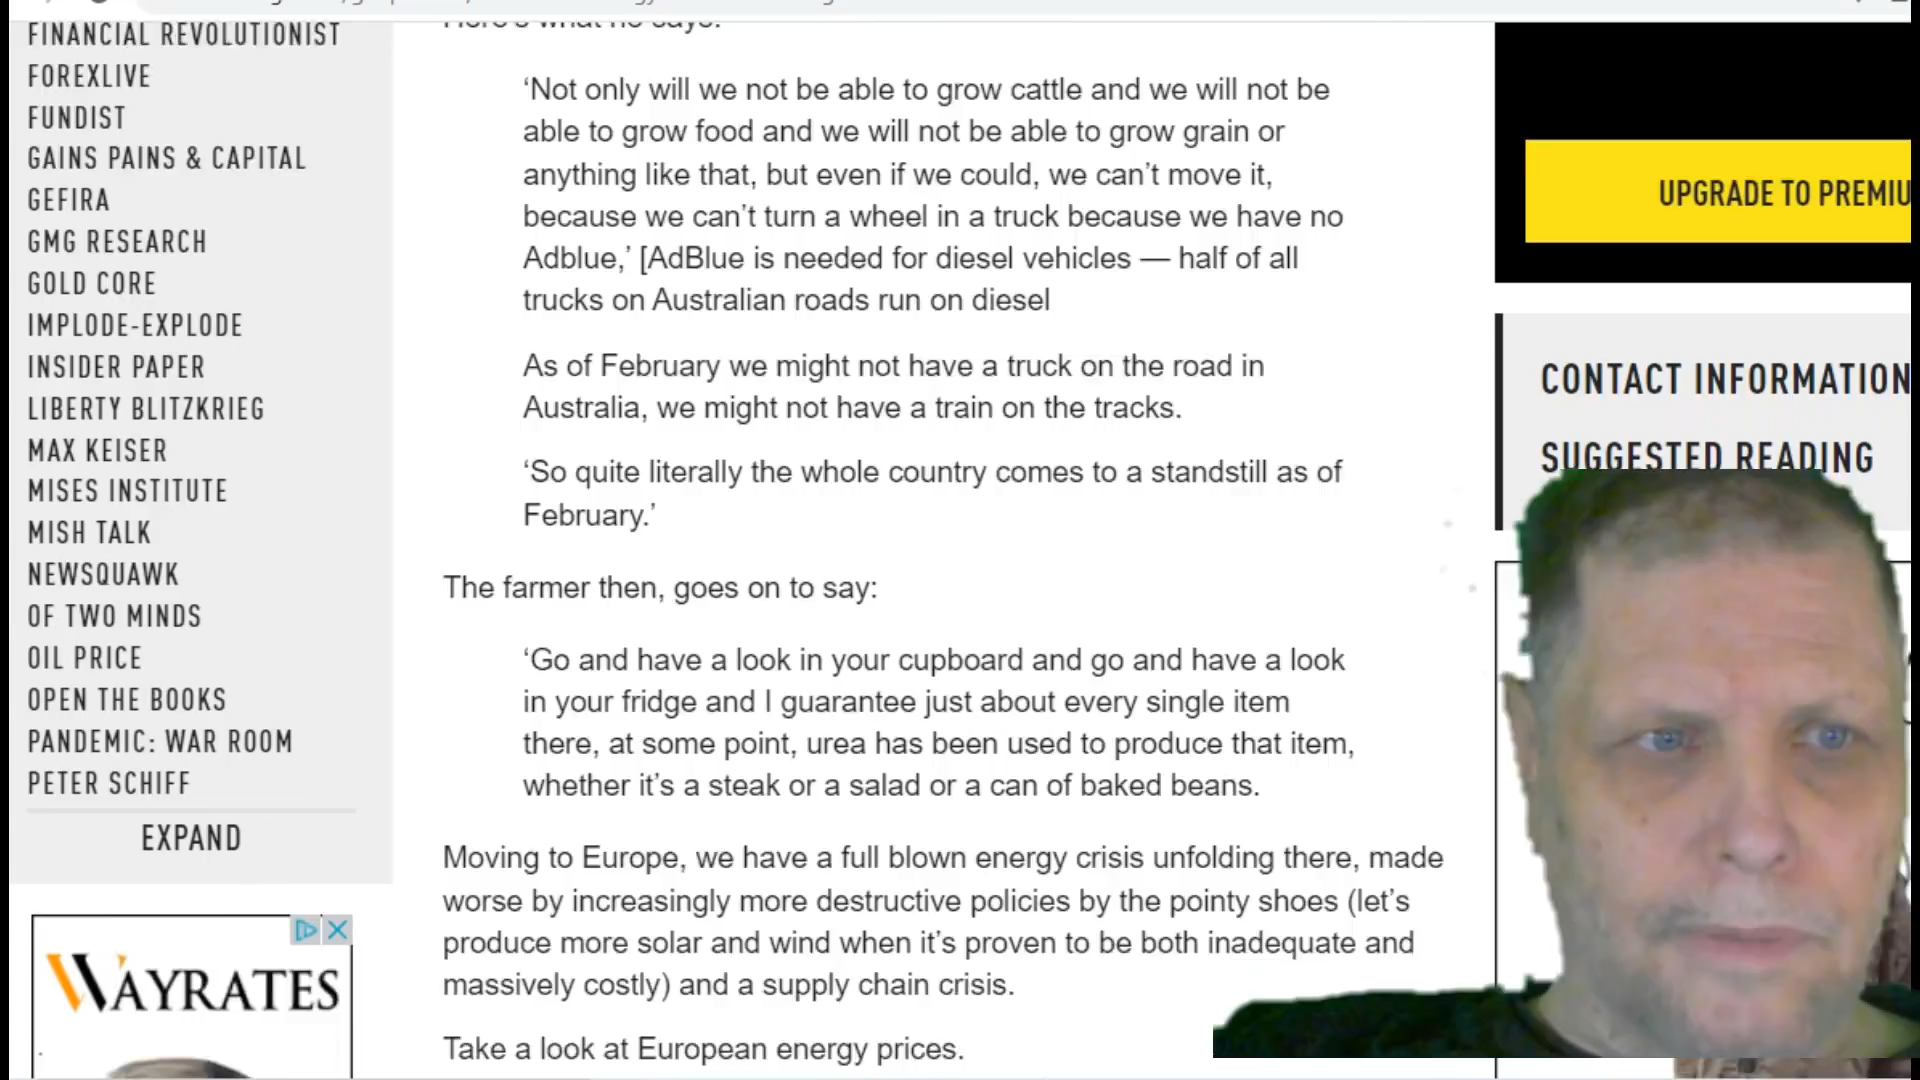 FINANCIAL REVOLUTIONIST
FOREXLIVE
FUNDIST
GAINS PAINS & CAPITAL
GEFIRA
GMG RESEARCH
GOLD CORE
IMPLODE-EXPLODE
INSIDER PAPER
LIBERTY BLITZKRIEG
MAX KEISER
MISES INSTITUTE
MISH TALK
NEWSQUAWK
OF TWO MINDS
OIL PRICE
OPEN THE BOOKS
PANDEMIC: WAR ROOM
PETER SCHIFF
EXPAND
WAYRATES
Here's what he says:
‘Not only will we not be able to grow cattle and we will not be
able to grow food and we will not be able to grow grain or
anything like that, but even if we could, we can’t move it,
because we can’t turn a wheel in a truck because we have no
Adblue,’ [AdBlue is needed for diesel vehicles — half of all
trucks on Australian roads run on diesel
As of February we might not have a truck on the road in
Australia, we might not have a train on the tracks.
‘So quite literally the whole country comes to a standstill as of
February.’
The farmer then, goes on to say:
‘Go and have a look in your cupboard and go and have a look
in your fridge and I guarantee just about every single item
there, at some point, urea has been used to produce that item,
whether it’s a steak or a salad or a can of baked beans.
Moving to Europe, we have a full blown energy crisis unfolding there, made
worse by increasingly more destructive policies by the pointy shoes (let’s
produce more solar and wind when it’s proven to be both inadequate and
massively costly) and a supply chain crisis.
Take a look at European energy prices.
UPGRADE TO PREMIU
CONTACT INFORMATION
SUGGESTED READING